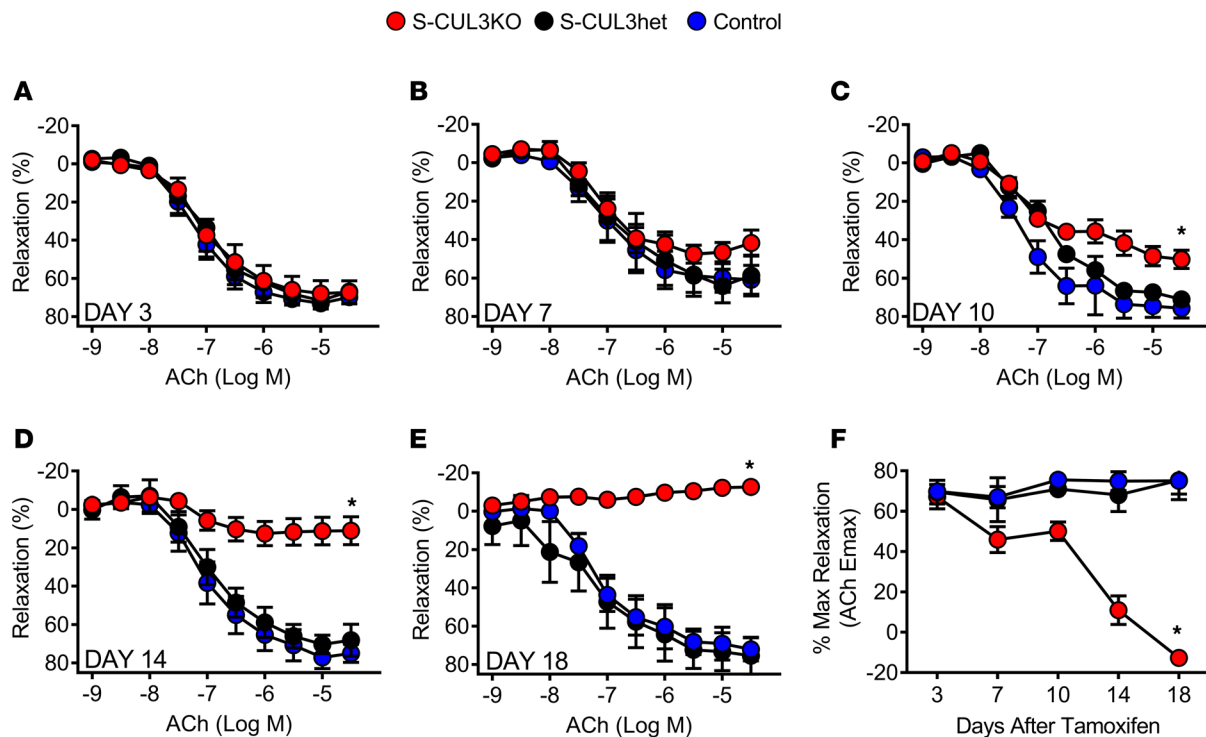 S-CUL3KO S-CUL3het Control
A
-20
0
20
40
60
80
Relaxation (%)
DAY 3
-9 -8 -7 -6 -5
ACh (Log M)
B
-20
0
20
40
60
80
Relaxation (%)
DAY 7
-9 -8 -7 -6 -5
ACh (Log M)
C
-20
0
20
40
60
80
Relaxation (%)
*
DAY 10
-9 -8 -7 -6 -5
ACh (Log M)
D
-20
0
20
40
60
80
Relaxation (%)
*
DAY 14
-9 -8 -7 -6 -5
ACh (Log M)
E
-20
0
20
40
60
80
Relaxation (%)
*
DAY 18
-9 -8 -7 -6 -5
ACh (Log M)
F
80
60
40
20
0
-20
% Max Relaxation
(ACh Emax)
*
3 7 10 14 18
Days After Tamoxifen